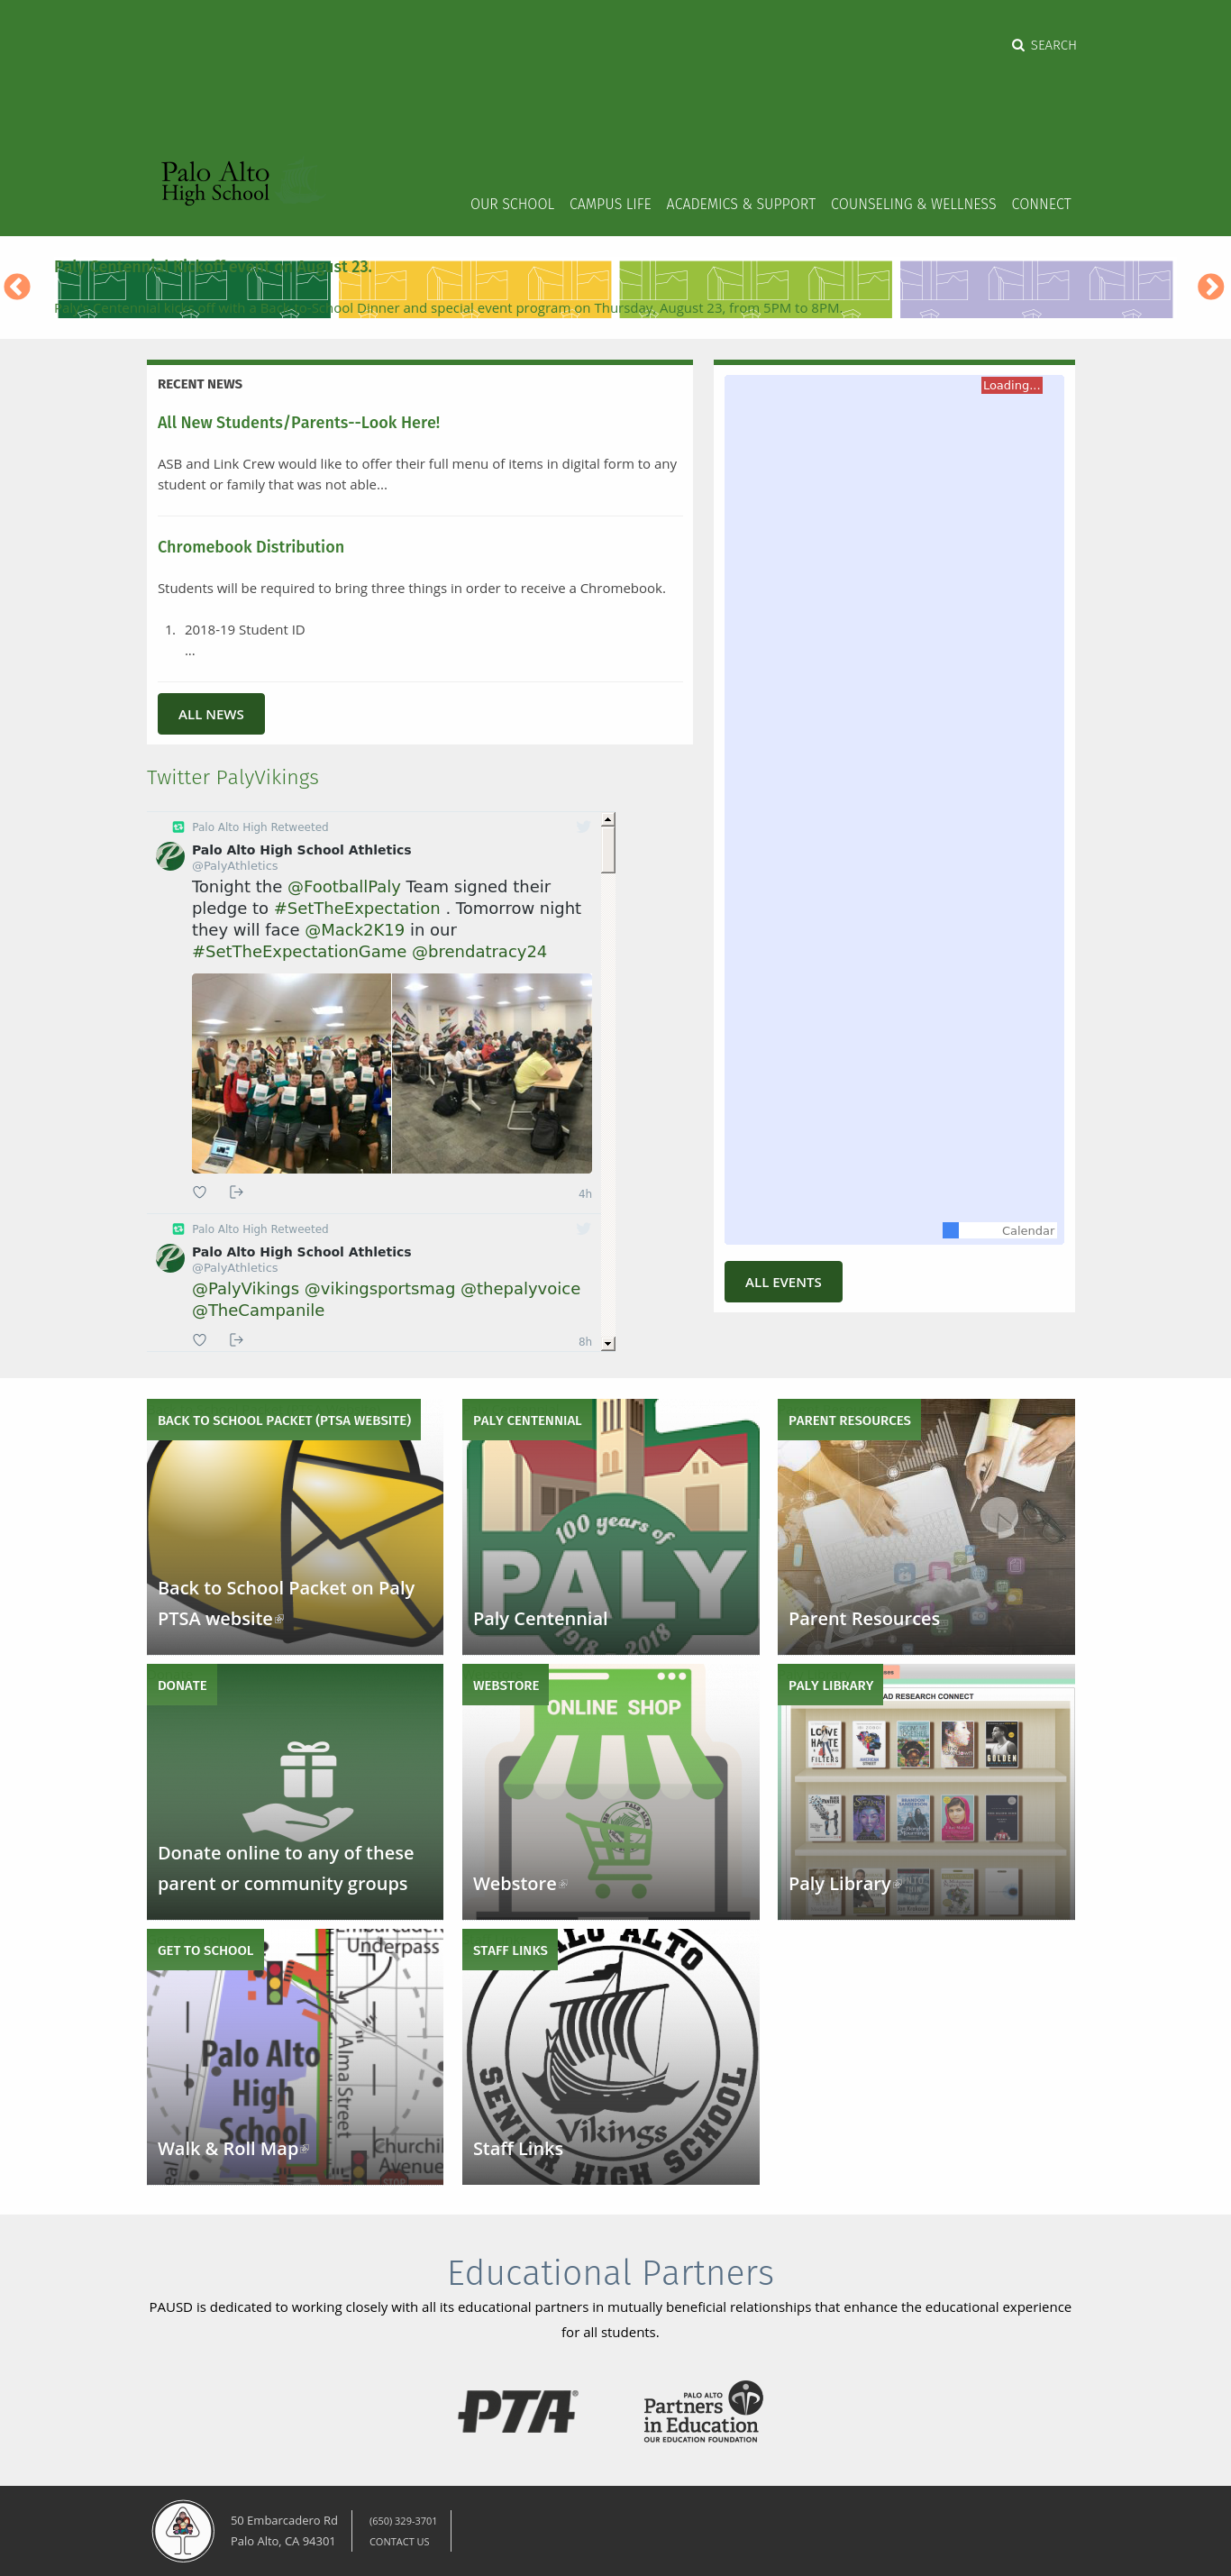 SEARCH
Palo Alto
High School
OUR SCHOOL CAMPUS LIFE ACADEMICS & SUPPORT COUNSELING & WELLNESS CONNECT
Paly Centennial Kickoff event on August 23.
Paly's Centennial kicks off with a Back-to-School Dinner and special event program on Thursday, August 23, from 5PM to 8PM.
RECENT NEWS
All New Students/Parents--Look Here!
ASB and Link Crew would like to offer their full menu of items in digital form to any
student or family that was not able...
Chromebook Distribution
Students will be required to bring three things in order to receive a Chromebook.
1. 2018-19 Student ID
...
ALL NEWS
Loading...
Calendar
ALL EVENTS
Twitter PalyVikings
Palo Alto High Retweeted
Palo Alto High School Athletics
@PalyAthletics
Tonight the @FootballPaly Team signed their
pledge to #SetTheExpectation . Tomorrow night
they will face @Mack2K19 in our
#SetTheExpectationGame @brendatracy24
4h
Palo Alto High Retweeted
Palo Alto High School Athletics
@PalyAthletics
@PalyVikings @vikingsportsmag @thepalyvoice
@TheCampanile
8h
BACK TO SCHOOL PACKET (PTSA WEBSITE)
Back to School Packet on Paly
PTSA website
PALY CENTENNIAL
100 years of
PALY
1918 - 2018
Paly Centennial
PARENT RESOURCES
Parent Resources
DONATE
Donate online to any of these
parent or community groups
WEBSTORE
ONLINE SHOP
PALO ALTO
Webstore
PALY LIBRARY
AD RESEARCH CONNECT
LOVE
HATE
FILTERS
GOLDEN
Paly Library
GET TO SCHOOL
Embarcadero
Underpass
Palo Alto
High
School
Alma Street
Churchil
Avenue
STOP
Walk & Roll Map
STAFF LINKS
PALO ALTO
Vikings
SENIOR HIGH SCHOOL
Staff Links
Educational Partners
PAUSD is dedicated to working closely with all its educational partners in mutually beneficial relationships that enhance the educational experience
for all students.
PTA®
PALO ALTO
Partners
in Education
OUR EDUCATION FOUNDATION
50 Embarcadero Rd
Palo Alto, CA 94301
(650) 329-3701
CONTACT US